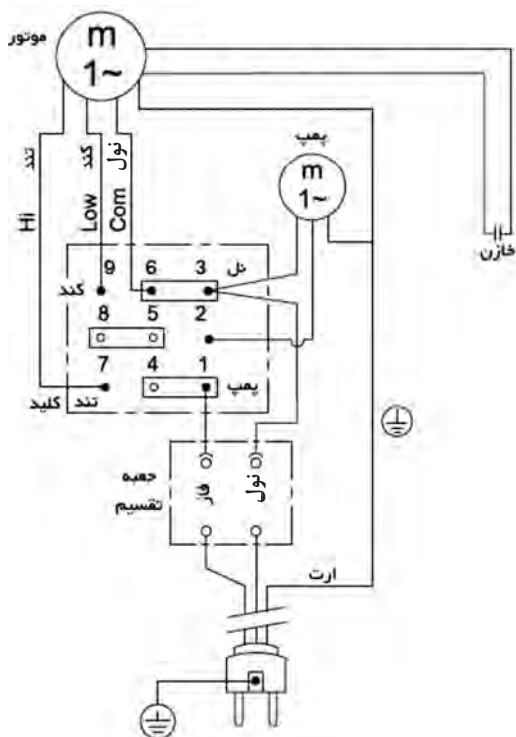 موتور
m
1~
تند
کند
نول
Hi
Low
Com
پمپ
m
1~
خازن
9 6 3
نل
کند
8 5 2
7 4 1
پمپ
تند
کلید
جعبه
تقسیم
فاز
نول
ارت